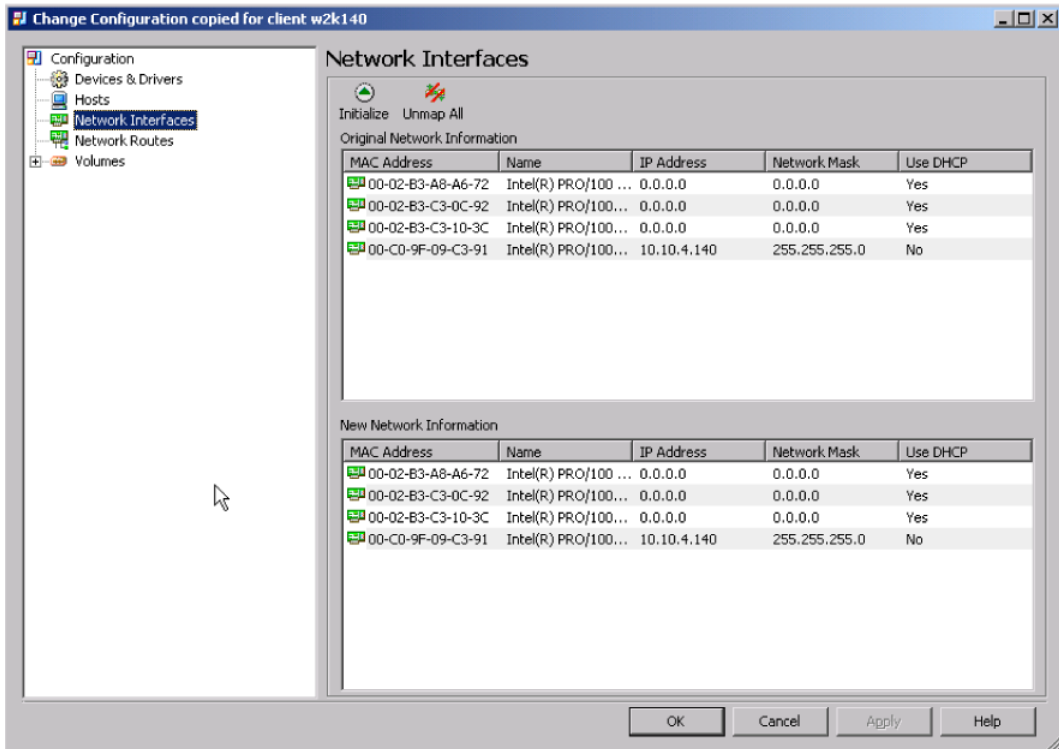 Change Configuration copied for client w2k140
Configuration
Devices & Drivers
Hosts
Network Interfaces
Network Routes
Volumes
Network Interfaces
Initialize Unmap All
Original Network Information
MAC Address Name IP Address Network Mask Use DHCP
00-02-B3-A8-A6-72 Intel(R) PRO/100 ... 0.0.0.0 0.0.0.0 Yes
00-02-B3-C3-0C-92 Intel(R) PRO/100... 0.0.0.0 0.0.0.0 Yes
00-02-B3-C3-10-3C Intel(R) PRO/100... 0.0.0.0 0.0.0.0 Yes
00-C0-9F-09-C3-91 Intel(R) PRO/100... 10.10.4.140 255.255.255.0 No
New Network Information
MAC Address Name IP Address Network Mask Use DHCP
00-02-B3-A8-A6-72 Intel(R) PRO/100 ... 0.0.0.0 0.0.0.0 Yes
00-02-B3-C3-0C-92 Intel(R) PRO/100... 0.0.0.0 0.0.0.0 Yes
00-02-B3-C3-10-3C Intel(R) PRO/100... 0.0.0.0 0.0.0.0 Yes
00-C0-9F-09-C3-91 Intel(R) PRO/100... 10.10.4.140 255.255.255.0 No
OK Cancel Apply Help